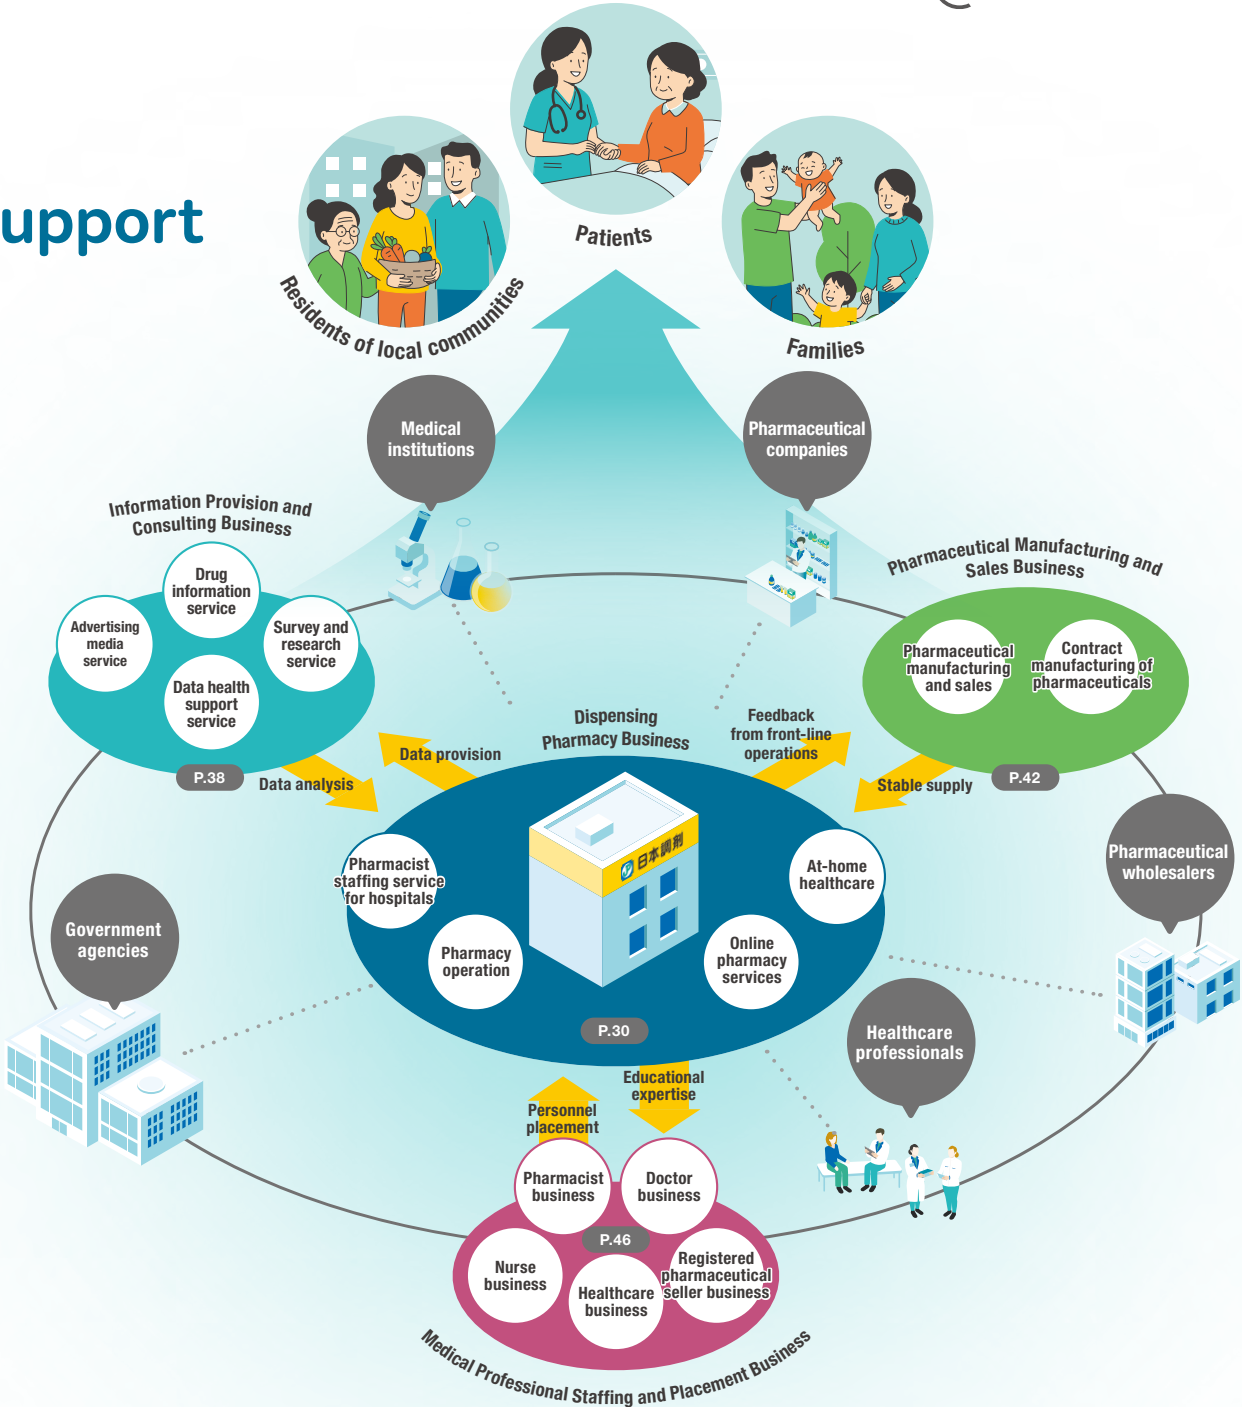 upport
Patients
Residents of local communities
Families
Medical
institutions
Pharmaceutical
companies
Information Provision and
Consulting Business
Drug
information
service
Advertising
media
service
Survey and
research
service
Data health
support
service
P.38
Pharmaceutical Manufacturing and
Sales Business
Pharmaceutical
manufacturing
and sales
Contract
manufacturing of
pharmaceuticals
P.42
Data provision
Data analysis
Feedback
from front-line
operations
Stable supply
Dispensing
Pharmacy Business
日本調剤
Pharmacist
staffing service
for hospitals
Pharmacy
operation
Online
pharmacy
services
At-home
healthcare
P.30
Pharmaceutical
wholesalers
Government
agencies
Healthcare
professionals
Personnel
placement
Educational
expertise
Pharmacist
business
Doctor
business
P.46
Nurse
business
Healthcare
business
Registered
pharmaceutical
seller business
Medical Professional Staffing and Placement Business